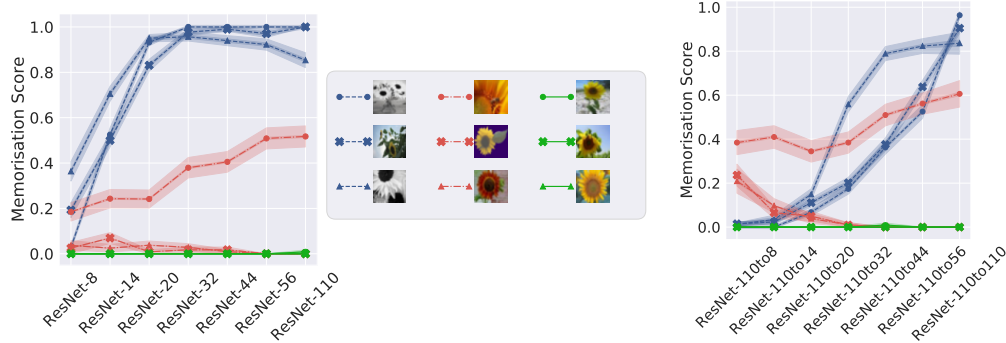 Memorisation Score
1.0
0.8
0.6
0.4
0.2
0.0
ResNet-8
ResNet-14
ResNet-20
ResNet-32
ResNet-44
ResNet-56
ResNet-110
Memorisation Score
1.0
0.8
0.6
0.4
0.2
0.0
ResNet-110to8
ResNet-110to14
ResNet-110to20
ResNet-110to32
ResNet-110to44
ResNet-110to56
ResNet-110to110